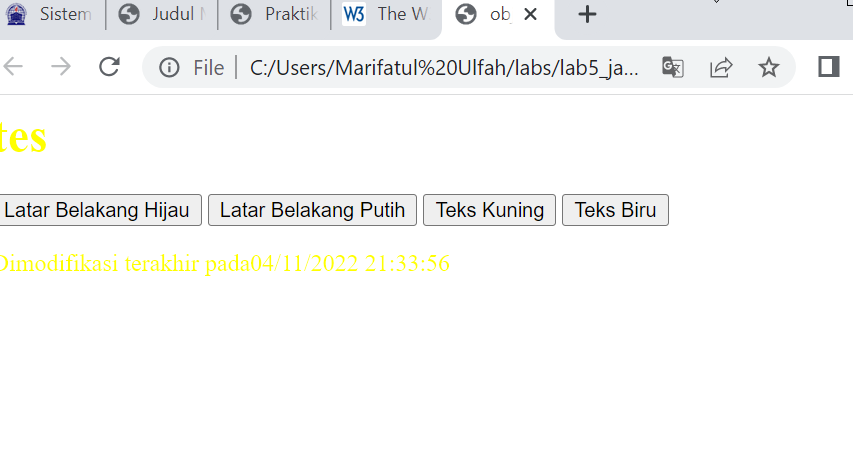 Sistem Judul Praktik The W ob
File C:/Users/Marifatul%20Ulfah/labs/lab5_ja...
tes
Latar Belakang Hijau Latar Belakang Putih Teks Kuning Teks Biru
Dimodifikasi terakhir pada04/11/2022 21:33:56